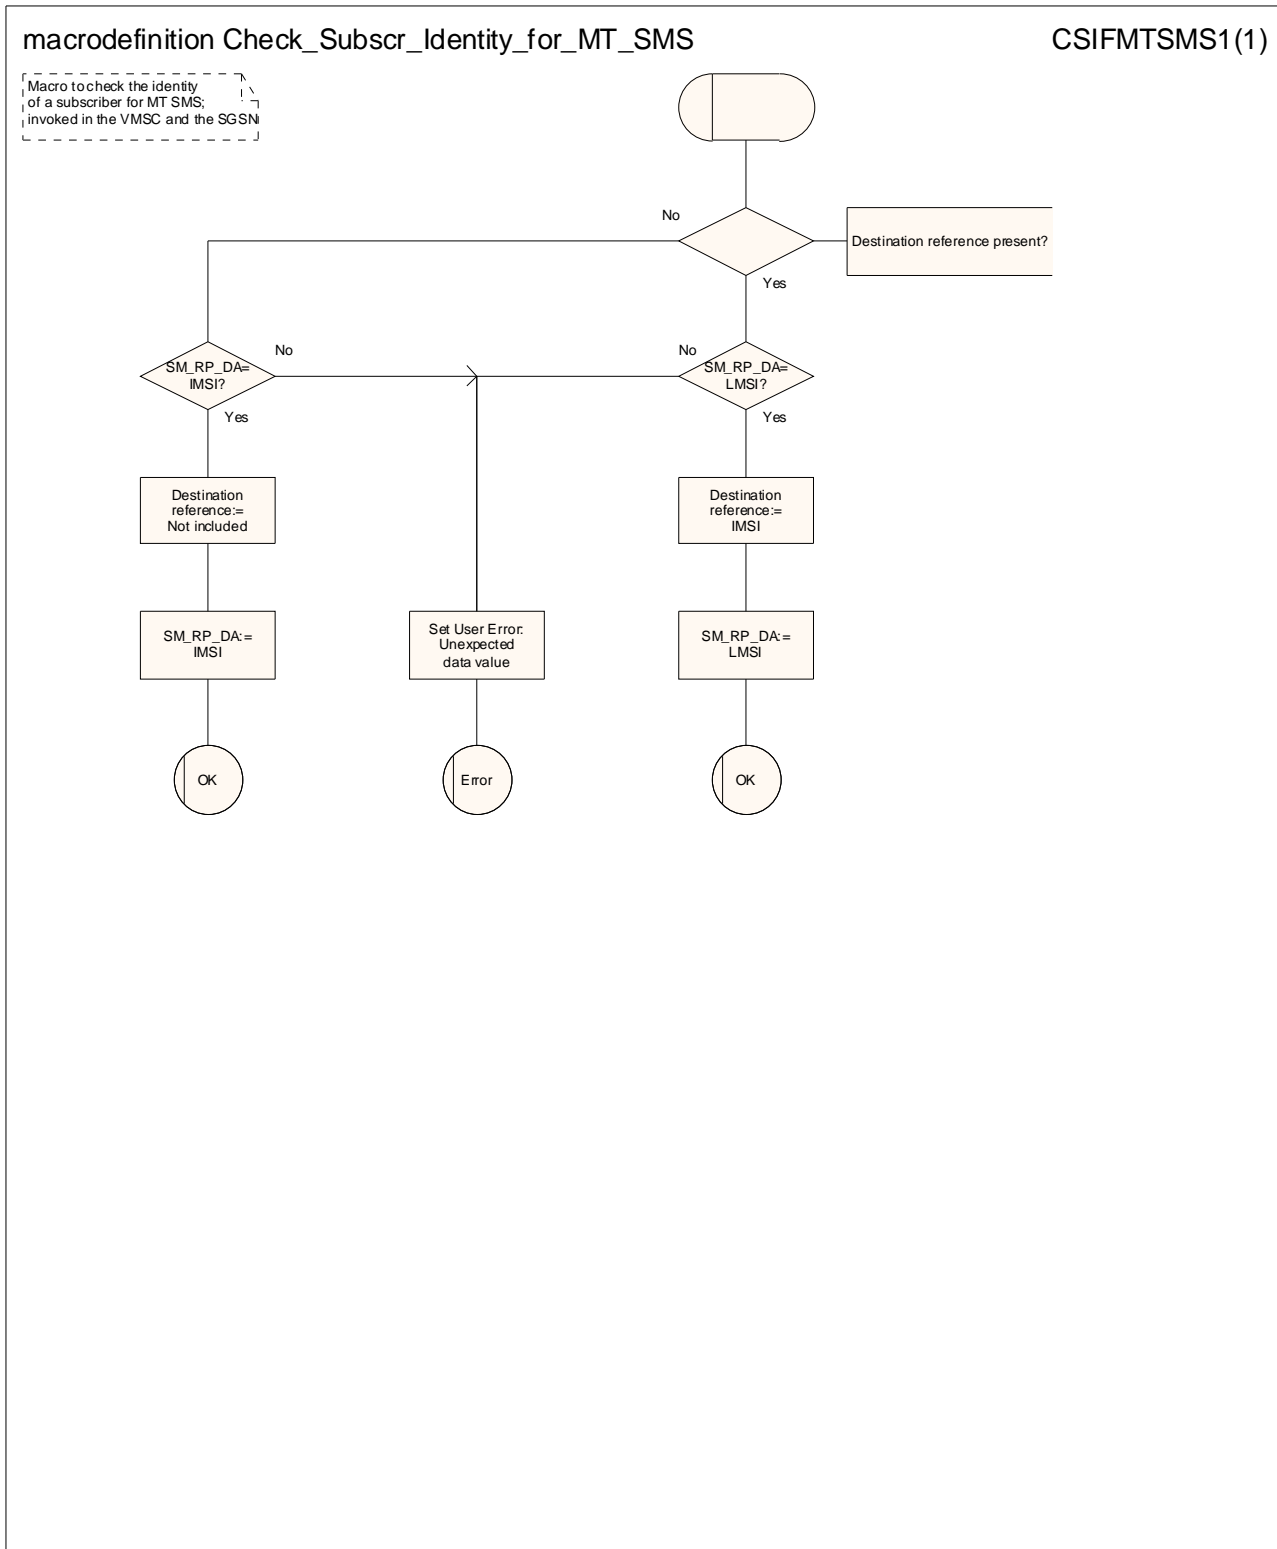 macrodefinition Check_Subscr_Identity_for_MT_SMS
CSIFMTSMS1(1)
Macro to check the identity
of a subscriber for MT SMS;
invoked in the VMSC and the SGSN
No
Destination reference present?
Yes
SM_RP_DA=
IMSI?
No
Yes
No
SM_RP_DA=
LMSI?
Yes
Destination
reference:=
Not included
Destination
reference:=
IMSI
SM_RP_DA:=
IMSI
Set User Error:
Unexpected
data value
SM_RP_DA:=
LMSI
OK
Error
OK